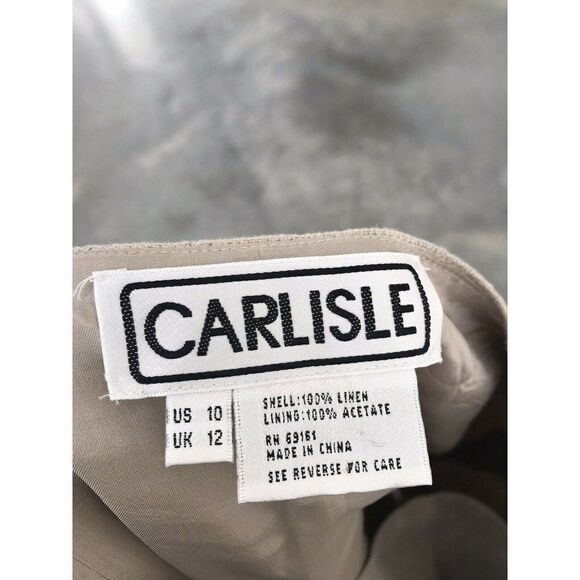 CARLISLE
US 10
UK 12
SHELL:100% LINEN
LINING:100% ACETATE
RN 69161
MADE IN CHINA
SEE REVERSE FOR CARE